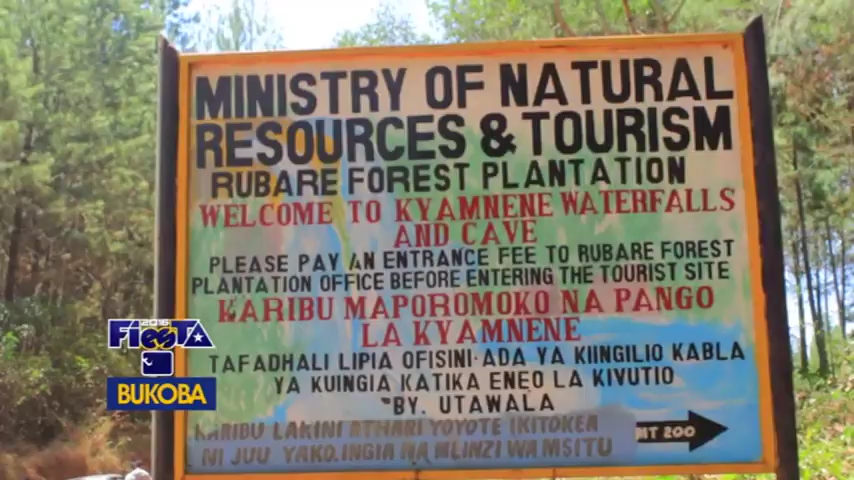 MINISTRY OF NATURAL
RESOURCES & TOURISM
RUBARE FOREST PLANTATION
WELCOME TO KYAMNENE WATERFALLS
AND CAVE
PLEASE PAY AN ENTRANCE FEE TO RUBARE FOREST
PLANTATION OFFICE BEFORE ENTERING THE TOURIST SITE
KARIBU MAPOROMOKO NA PANGO
LA KYAMNENE
TAFADHALI LIPIA OFISINI ADA YA KIINGILIO KABLA
YA KUINGIA KATIKA ENEO LA KIVUTIO
BY. UTAWALA
KARIBU LAKINI ATHARI YOYOTE IKITOKEA
NI JUU YAKO. INGIA NA MLINZI WA MSITU
MT 200
2016
FIESTA
BUKOBA